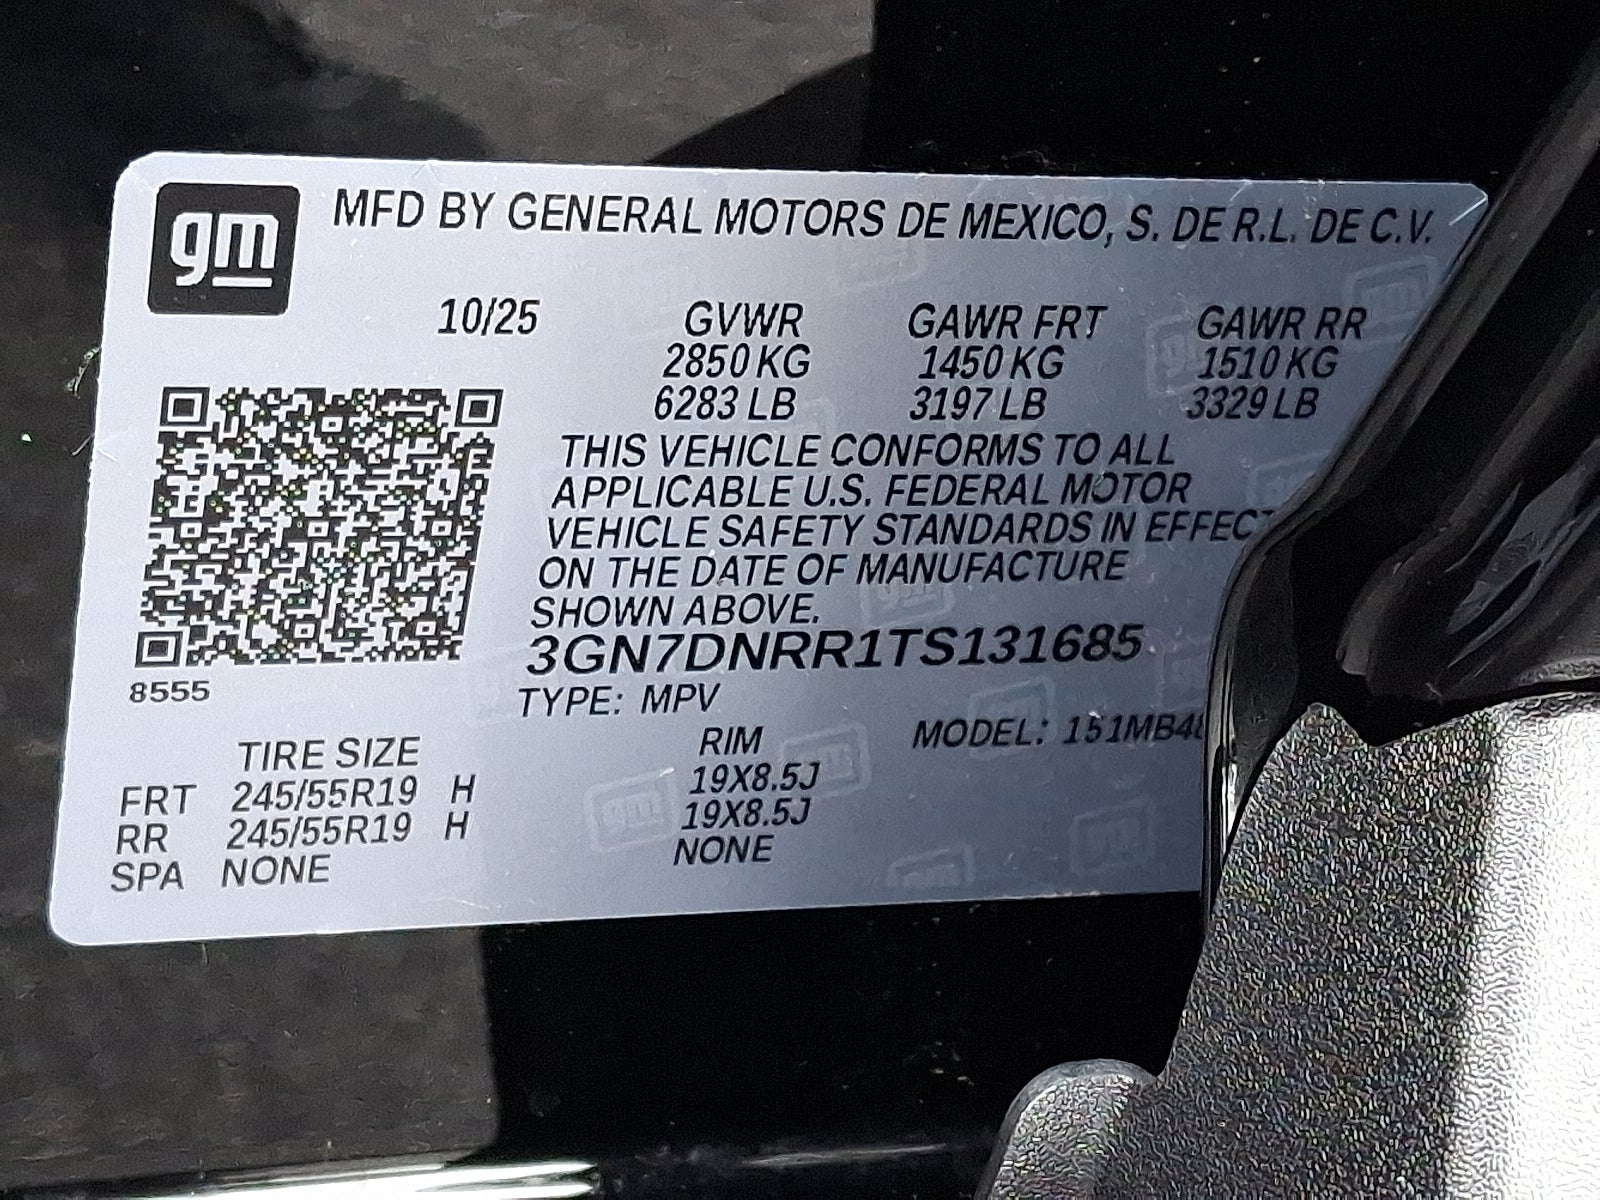 gm
MFD BY GENERAL MOTORS DE MEXICO, S. DE R.L. DE C.V.
10/25 GVWR GAWR FRT GAWR RR
2850 KG 1450 KG 1510 KG
6283 LB 3197 LB 3329 LB
THIS VEHICLE CONFORMS TO ALL
APPLICABLE U.S. FEDERAL MOTOR
VEHICLE SAFETY STANDARDS IN EFFECT
ON THE DATE OF MANUFACTURE
SHOWN ABOVE.
3GN7DNRR1TS131685
8555
TYPE: MPV
MODEL: 151MB48
TIRE SIZE RIM
FRT 245/55R19 H 19X8.5J
RR 245/55R19 H 19X8.5J
SPA NONE NONE